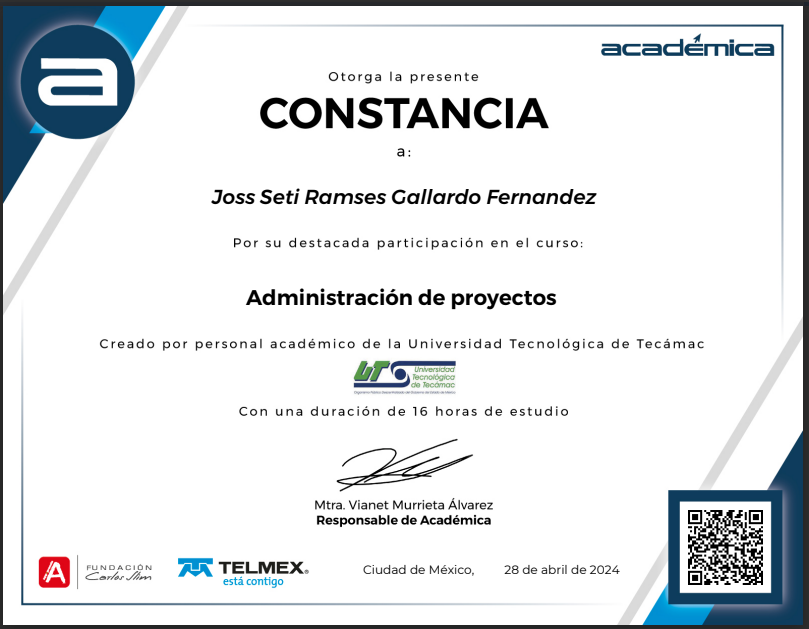 académica
Otorga la presente
CONSTANCIA
a:
Joss Seti Ramses Gallardo Fernandez
Por su destacada participación en el curso:
Administración de proyectos
Creado por personal académico de la Universidad Tecnológica de Tecámac
UT
Universidad
Tecnológica
de Tecámac
Con una duración de 16 horas de estudio
Mtra. Vianet Murrieta Álvarez
Responsable de Académica
FUNDACIÓN
Carlos Slim
TELMEX®
está contigo
Ciudad de México, 28 de abril de 2024